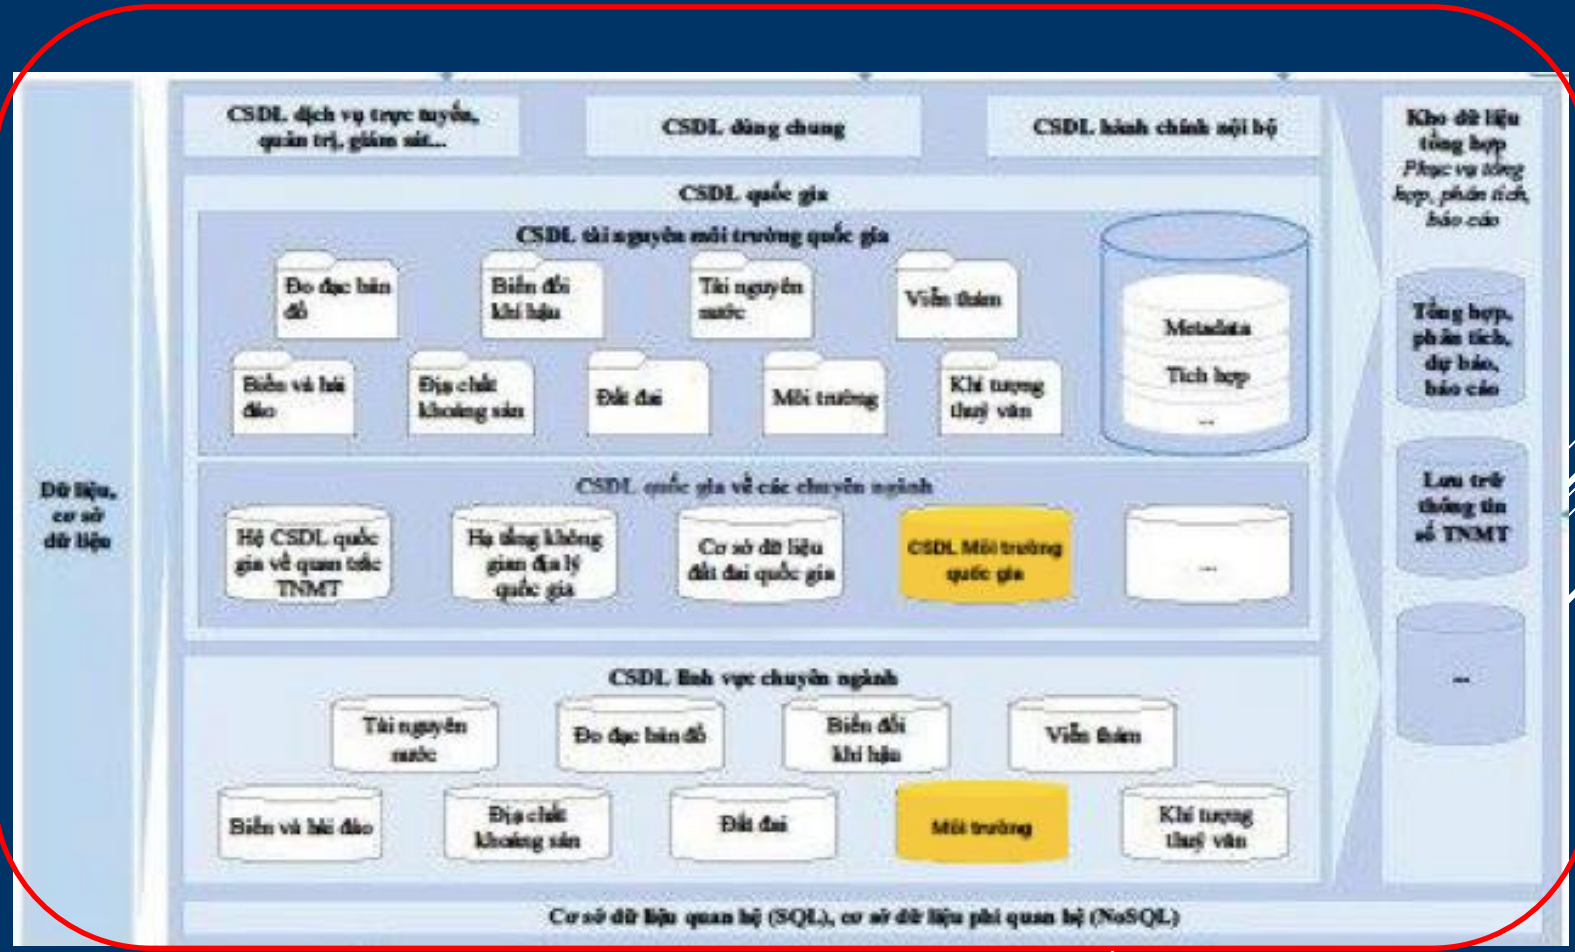 CSDL dịch vụ trực tuyến,
quản trị, giám sát...
CSDL dùng chung
CSDL hành chính nội bộ
Kho dữ liệu
tổng hợp
Phục vụ tổng
hợp, phân tích,
báo cáo
CSDL quốc gia
CSDL tài nguyên môi trường quốc gia
Đo đạc bản
đồ
Biến đổi
khí hậu
Tài nguyên
nước
Viễn thám
Biển và hải
đảo
Địa chất
khoáng sản
Đất đai
Môi trường
Khí tượng
thuỷ văn
Metadata
Tích hợp
...
Tổng hợp,
phân tích,
dự báo,
báo cáo
Dữ liệu,
cơ sở
dữ liệu
CSDL quốc gia về các chuyên ngành
Hệ CSDL quốc
gia về quan trắc
TNMT
Hạ tầng không
gian địa lý
quốc gia
Cơ sở dữ liệu
đất đai quốc gia
CSDL Môi trường
quốc gia
...
Lưu trữ
thông tin
số TNMT
...
CSDL lĩnh vực chuyên ngành
Tài nguyên
nước
Đo đạc bản đồ
Biến đổi
khí hậu
Viễn thám
Biển và hải đảo
Địa chất
khoáng sản
Đất đai
Môi trường
Khí tượng
thuỷ văn
Cơ sở dữ liệu quan hệ (SQL), cơ sở dữ liệu phi quan hệ (NoSQL)